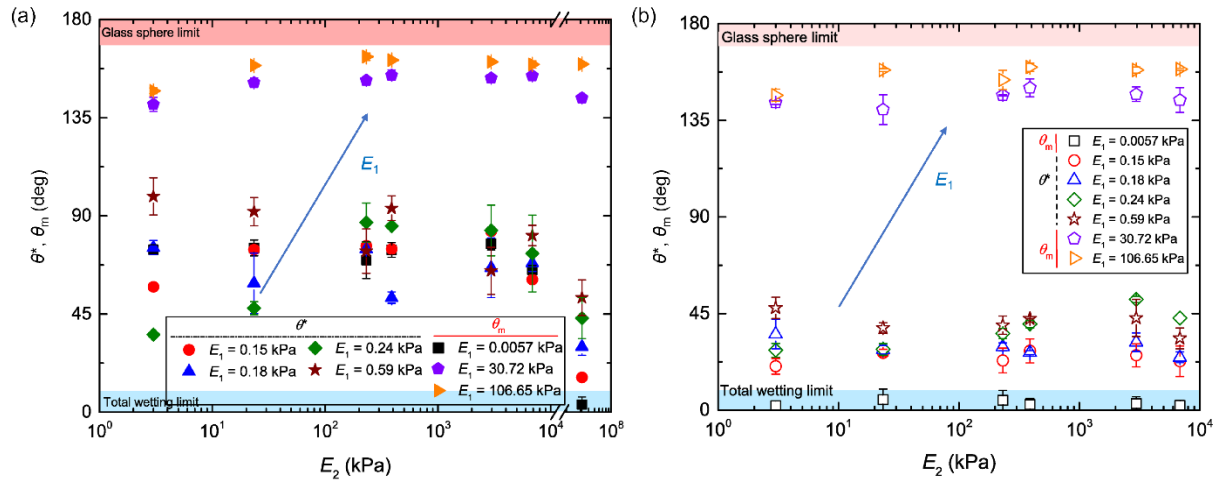 (a)
Glass sphere limit
180
135
90
45
0
θ*, θm (deg)
E1
θ*
θm
E1 = 0.15 kPa
E1 = 0.24 kPa
E1 = 0.0057 kPa
E1 = 0.18 kPa
E1 = 0.59 kPa
E1 = 30.72 kPa
E1 = 106.65 kPa
Total wetting limit
10^0 10^1 10^2 10^3 10^4 10^8
E2 (kPa)
(b)
Glass sphere limit
180
135
90
45
0
θ*, θm (deg)
E1
θm
E1 = 0.0057 kPa
E1 = 0.15 kPa
E1 = 0.18 kPa
θ*
E1 = 0.24 kPa
E1 = 0.59 kPa
θm
E1 = 30.72 kPa
E1 = 106.65 kPa
Total wetting limit
10^0 10^1 10^2 10^3 10^4
E2 (kPa)